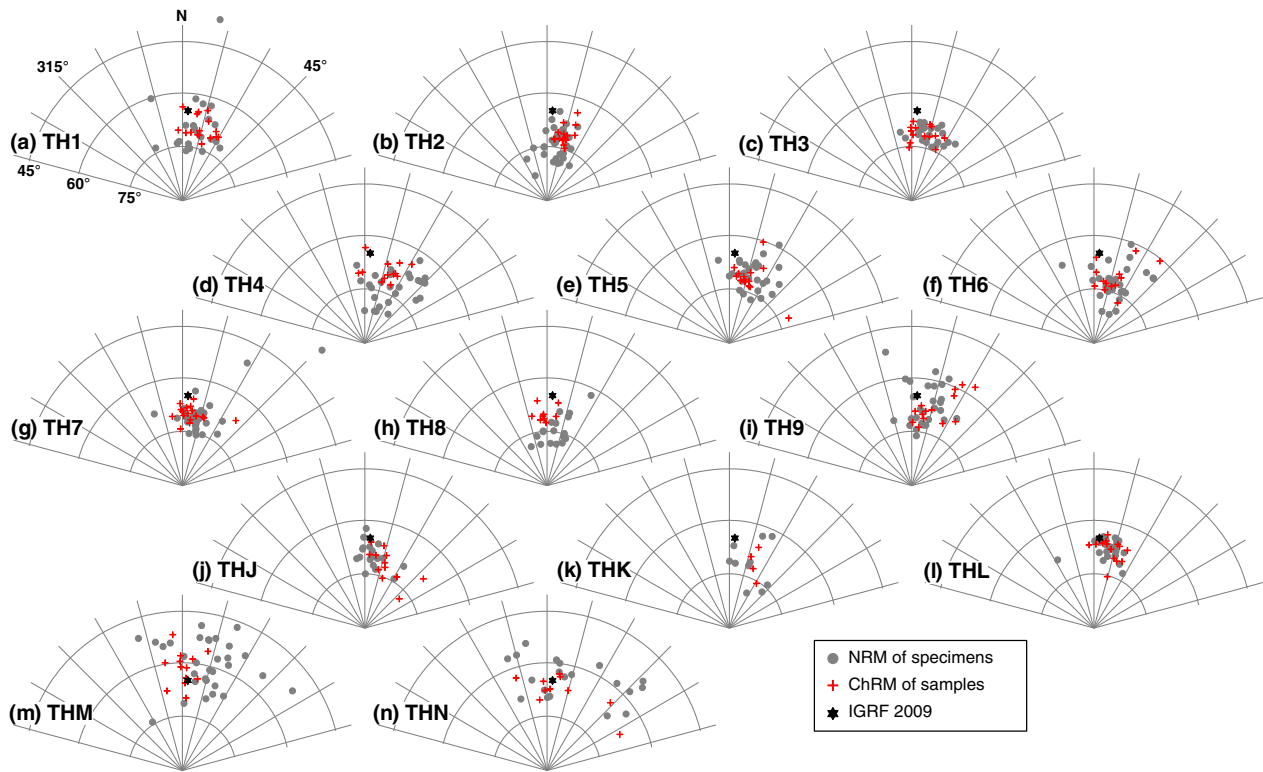 N
315°
45°
(a) TH1
45°
60°
75°
(b) TH2
(c) TH3
(d) TH4
(e) TH5
(f) TH6
(g) TH7
(h) TH8
(i) TH9
(j) THJ
(k) THK
(l) THL
(m) THM
(n) THN
NRM of specimens
ChRM of samples
IGRF 2009